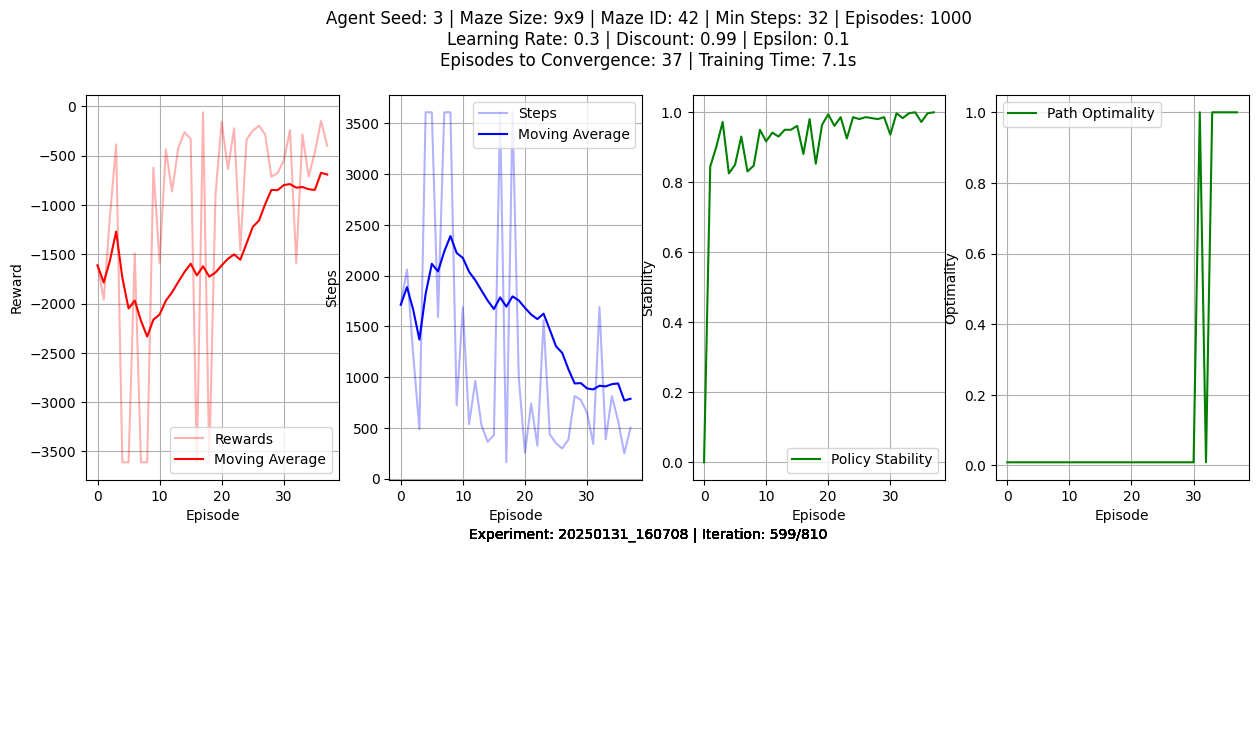 Agent Seed: 3 | Maze Size: 9x9 | Maze ID: 42 | Min Steps: 32 | Episodes: 1000
Learning Rate: 0.3 | Discount: 0.99 | Epsilon: 0.1
Episodes to Convergence: 37 | Training Time: 7.1s
0
−500
−1000
−1500
−2000
−2500
−3000
−3500
Reward
Rewards
Moving Average
0
10
20
30
Episode
3500
3000
2500
2000
1500
1000
500
0
Steps
Steps
Moving Average
0
10
20
30
Episode
1.0
0.8
0.6
0.4
0.2
0.0
Stability
Policy Stability
0
10
20
30
Episode
1.0
0.8
0.6
0.4
0.2
0.0
Optimality
Path Optimality
0
10
20
30
Episode
Experiment: 20250131_160708 | Iteration: 599/810